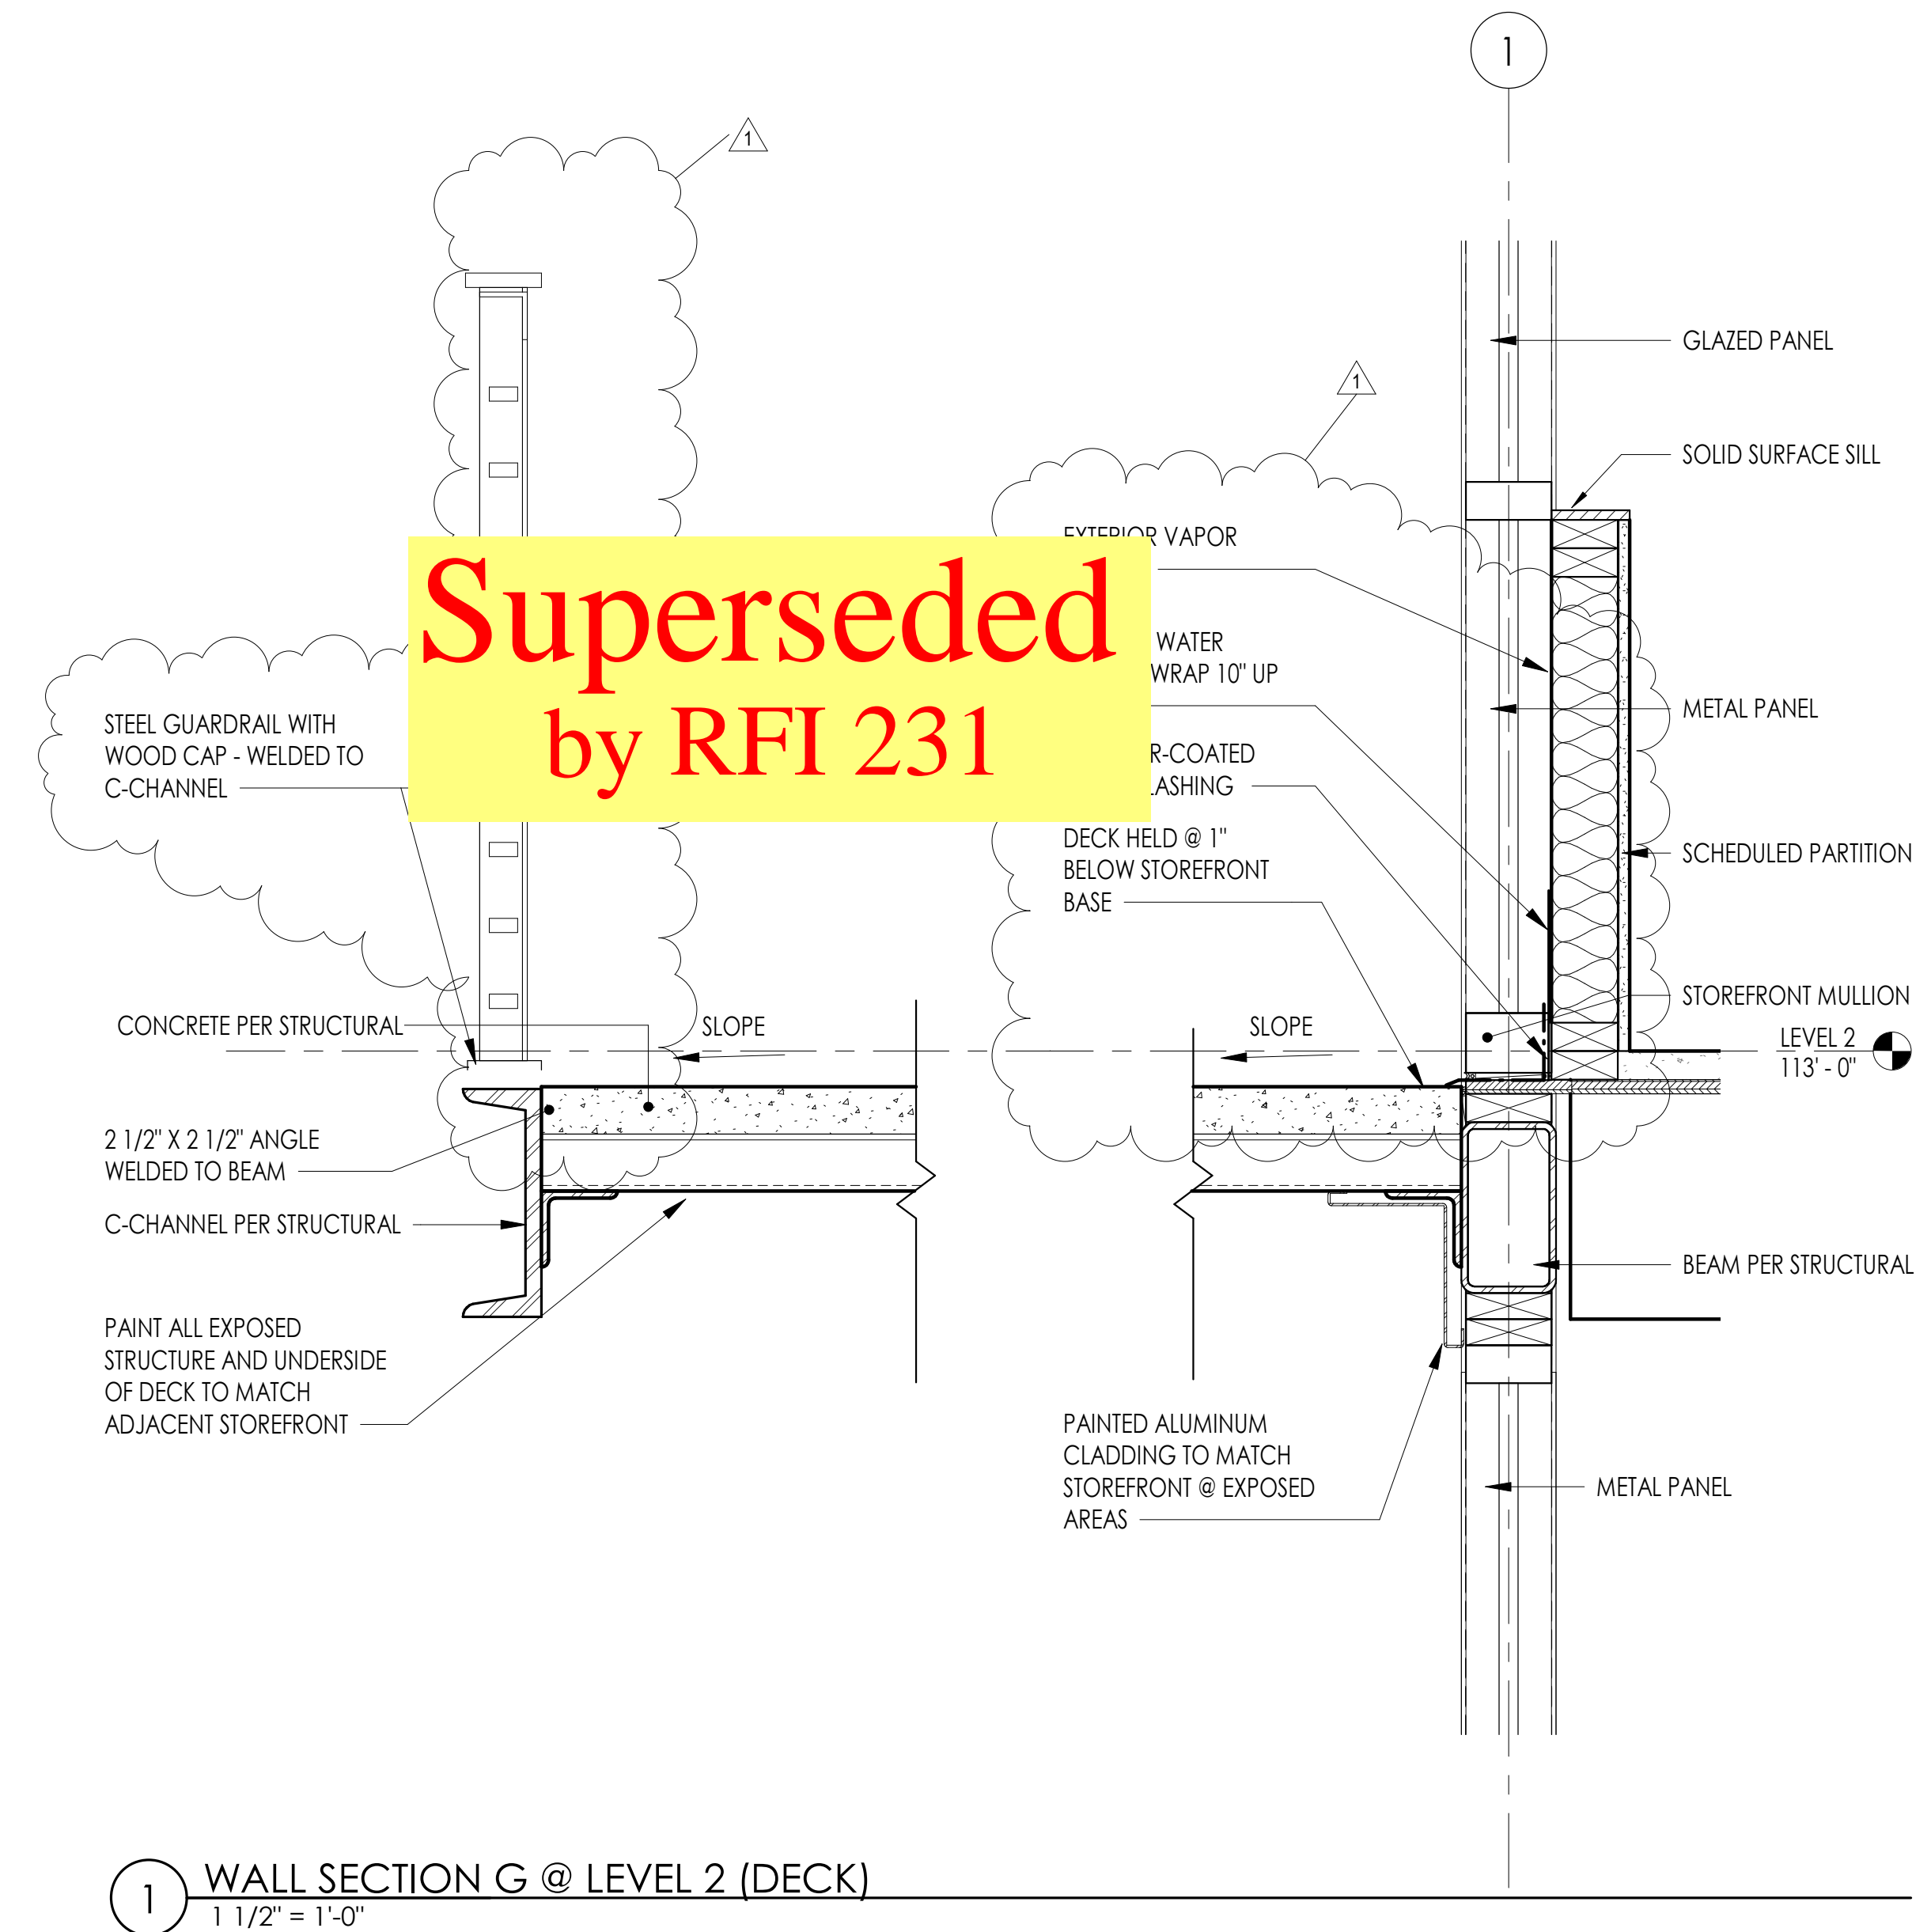 1
1
1
GLAZED PANEL
SOLID SURFACE SILL
EXTERIOR VAPOR
WATER
WRAP 10" UP
METAL PANEL
Superseded
by RFI 231
STEEL GUARDRAIL WITH
WOOD CAP - WELDED TO
C-CHANNEL
DECK HELD @ 1"
BELOW STOREFRONT
BASE
SCHEDULED PARTITION
STOREFRONT MULLION
CONCRETE PER STRUCTURAL
SLOPE
SLOPE
LEVEL 2
113' - 0"
2 1/2" X 2 1/2" ANGLE
WELDED TO BEAM
C-CHANNEL PER STRUCTURAL
BEAM PER STRUCTURAL
PAINT ALL EXPOSED
STRUCTURE AND UNDERSIDE
OF DECK TO MATCH
ADJACENT STOREFRONT
PAINTED ALUMINUM
CLADDING TO MATCH
STOREFRONT @ EXPOSED
AREAS
METAL PANEL
1
WALL SECTION G @ LEVEL 2 (DECK)
1 1/2" = 1'-0"